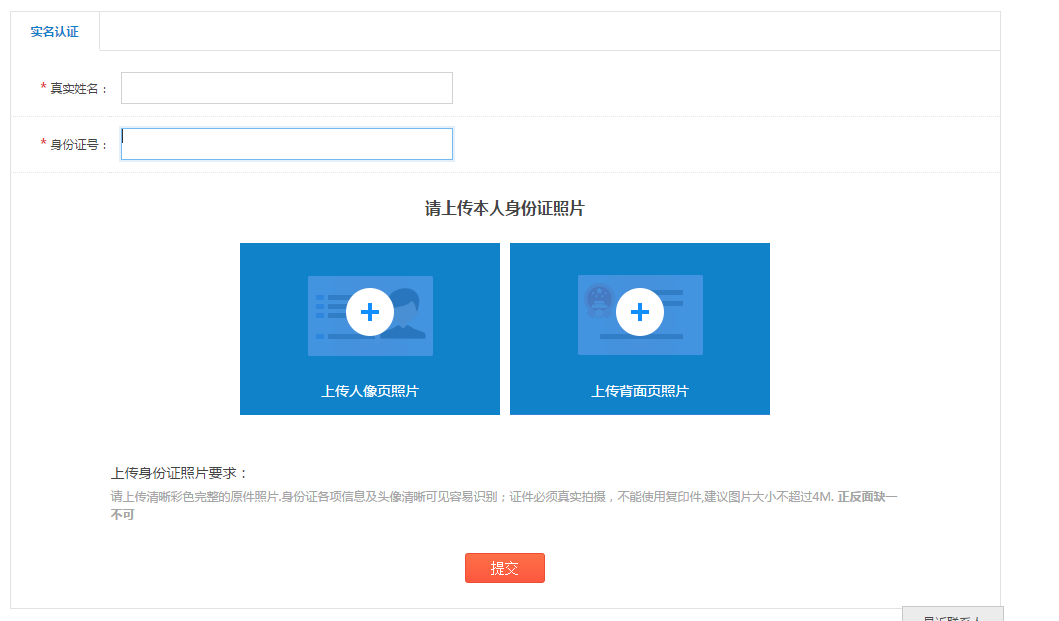 实名认证
* 真实姓名：
* 身份证号：
请上传本人身份证照片
上传人像页照片
上传背面页照片
上传身份证照片要求：
请上传清晰彩色完整的原件照片.身份证各项信息及头像清晰可见容易识别；证件必须真实拍摄，不能使用复印件,建议图片大小不超过4M. 正反面缺一
不可
提交
最近联系人